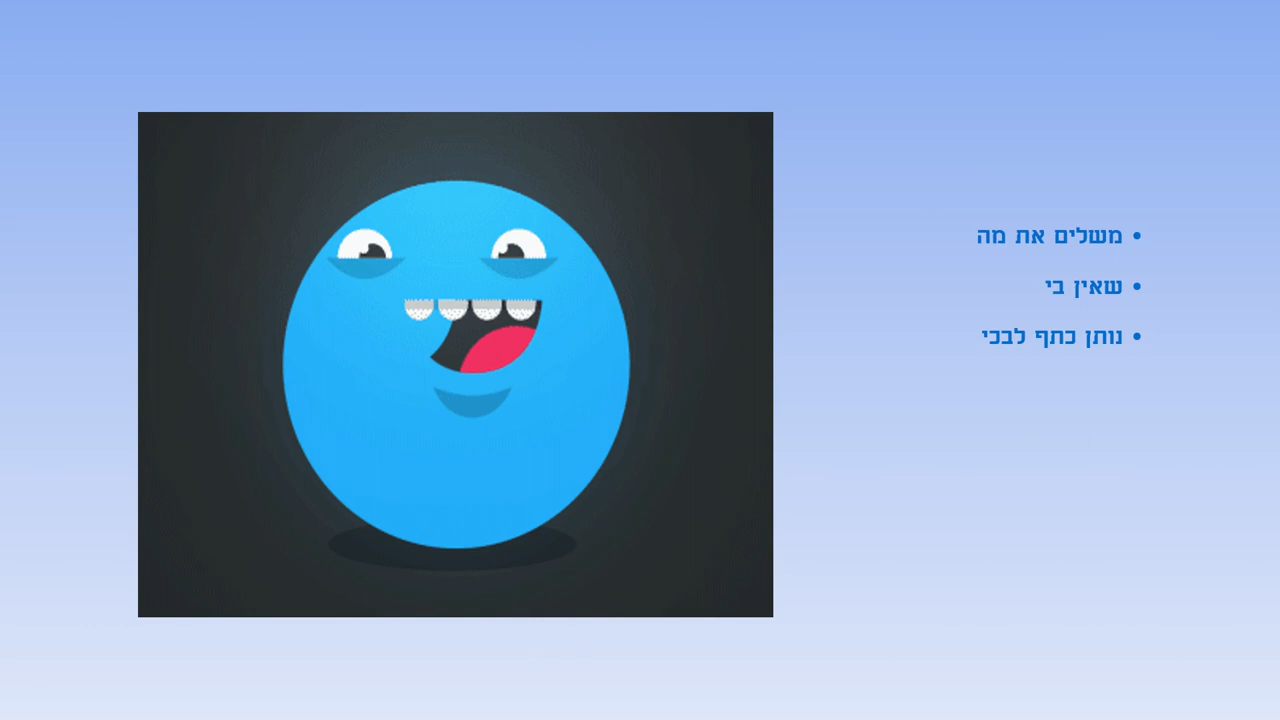 • משלים את מה
• שאין בי
• נותן כתף לבכי